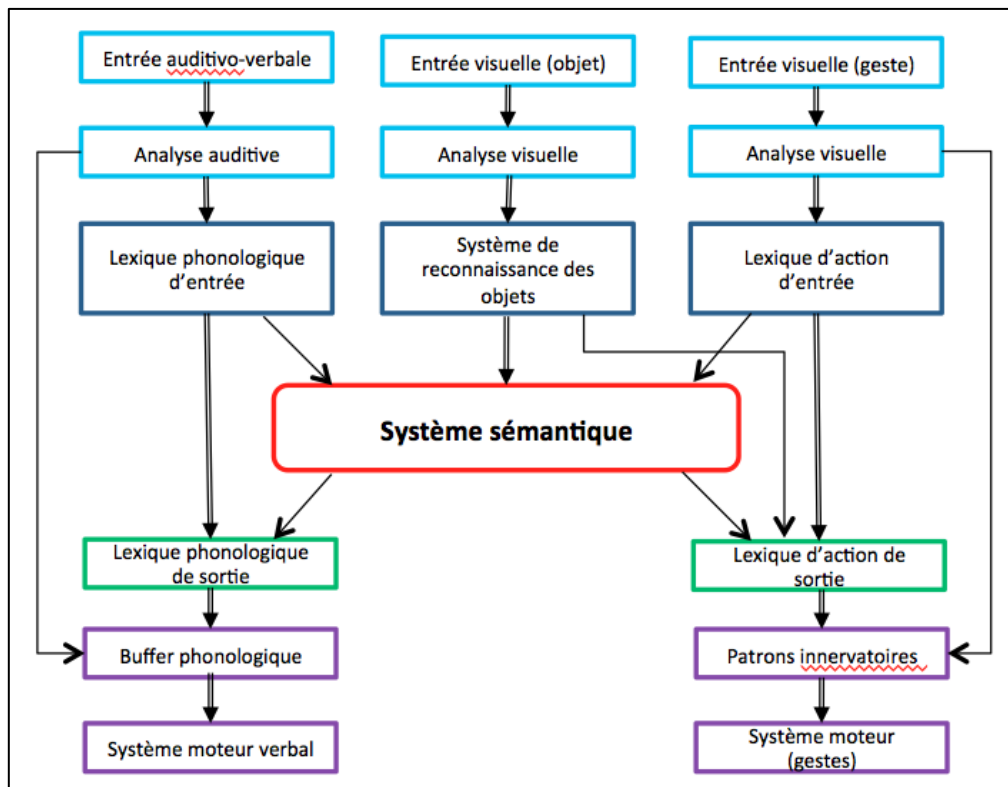 Entrée auditivo-verbale
Entrée visuelle (objet)
Entrée visuelle (geste)
Analyse auditive
Analyse visuelle
Analyse visuelle
Lexique phonologique
d'entrée
Système de
reconnaissance des
objets
Lexique d'action
d'entrée
Système sémantique
Lexique phonologique
de sortie
Lexique d'action de
sortie
Buffer phonologique
Patrons innervatoires
Système moteur verbal
Système moteur
(gestes)